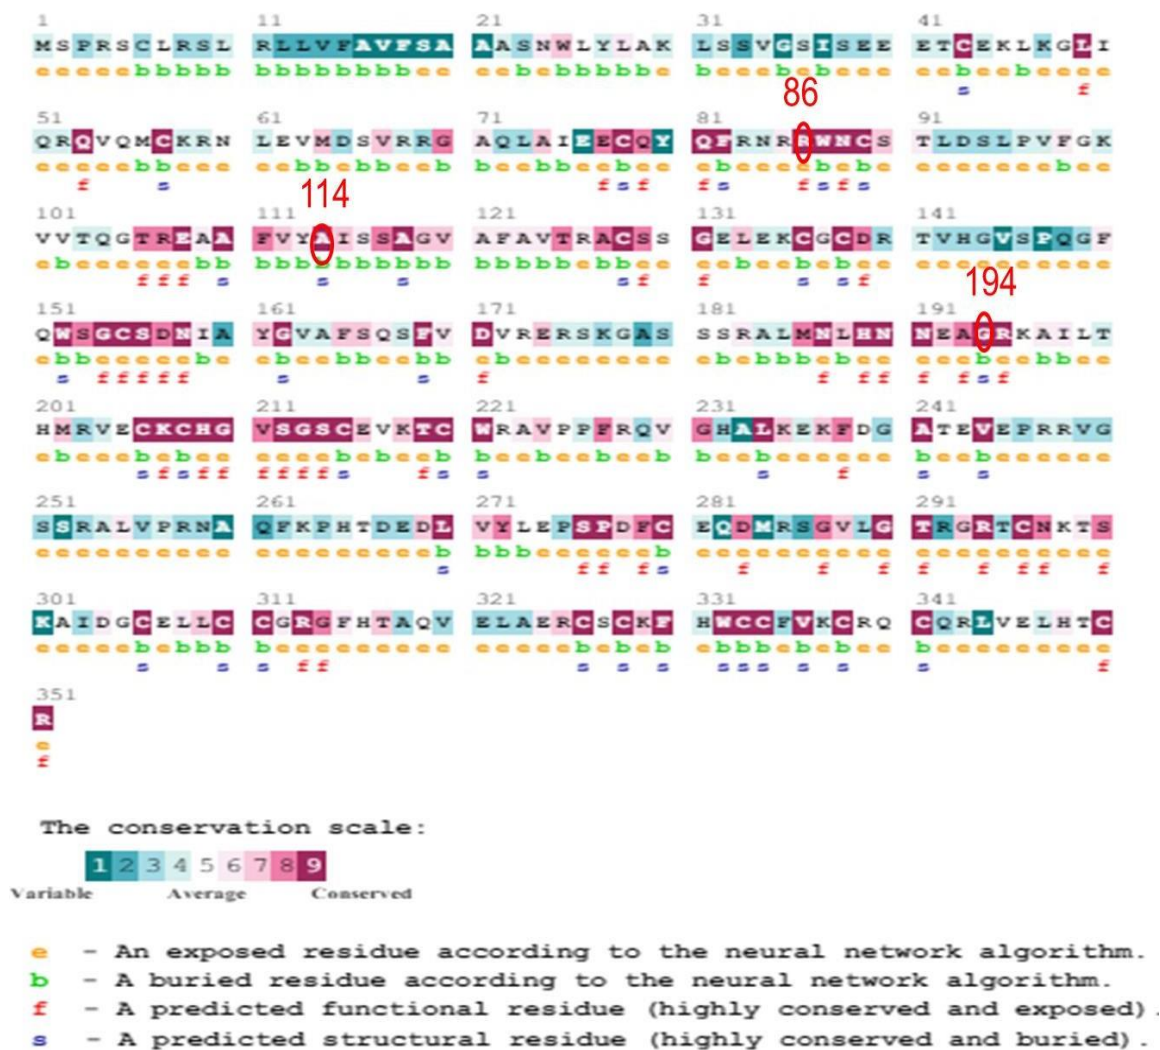 1 11 21 31 41
MSPRSCLRSL RLLVFAVFSA AASNWLYLAK LSSVGSISEE ETCEKLKGLI
eeeeebbbbb bbbbbbbbee eebebbbbbe beeebebeee eebeebeeee
s f
86
51 61 71 81 91
QRQVQMCKRN LEVMDSVRRG AQLAIEECQY QFRNRRWNCS TLDSLPVFGK
eeeeebbeee eebbeebeee eebbeeebee ebeeeebebe eeeeeeebee
f s f s f f s f s f s
114
101 111 121 131 141
VVTQGTREAA FVYAISSAGV AFAVTRACSS GELEKCGCDR TVHGVSPQGF
ebeeeeeebb bbbbbbbbbb bbbbbebbee eebeebebee eeeeeeeeee
f f f s s s s f f s s f
194
151 161 171 181 191
QWSGCSDNIA YGVAFSQSFV DVRERSKGAS SSRALMNLHN NEAGRKAILT
ebbeeeeebe ebebbeeebb ebeeeeeeee ebebbbebee eeebeebbee
s f f f f f s s f f f f f f s f
201 211 221 231 241
HMRVECKCHG VSGSCEVKTC WRAVPPFRQV GHALKEKFDG ATEVEPRRVG
ebeeebebee eeeebebeeb beebeebeeb beebeeeeee beebeeeeee
s f s f f f f f f s f s s s f s s
251 261 271 281 291
SSRALVPRNA QFKPHTDEDL VYLEPSPDFC EQDMRSGVLG TRGRTCNKTS
eeeeeeeeee eeeeeeeeeb bbbeeeeeeb eeeeeeeeee eeeeeeeeee
s f f f s f f f f f f f f
301 311 321 331 341
KAIDGCELLC CGRGFHTAQV ELAERCSCKF HWCCFVKCRQ CQRLVELHTC
eeeeebebbb beeeeeeeee eeeeebebeb ebbbebebee beeeeeeeee
s s s f f s s s s s s s s s f
351
R
e
f
The conservation scale:
1 2 3 4 5 6 7 8 9
Variable Average Conserved
e - An exposed residue according to the neural network algorithm.
b - A buried residue according to the neural network algorithm.
f - A predicted functional residue (highly conserved and exposed).
s - A predicted structural residue (highly conserved and buried).